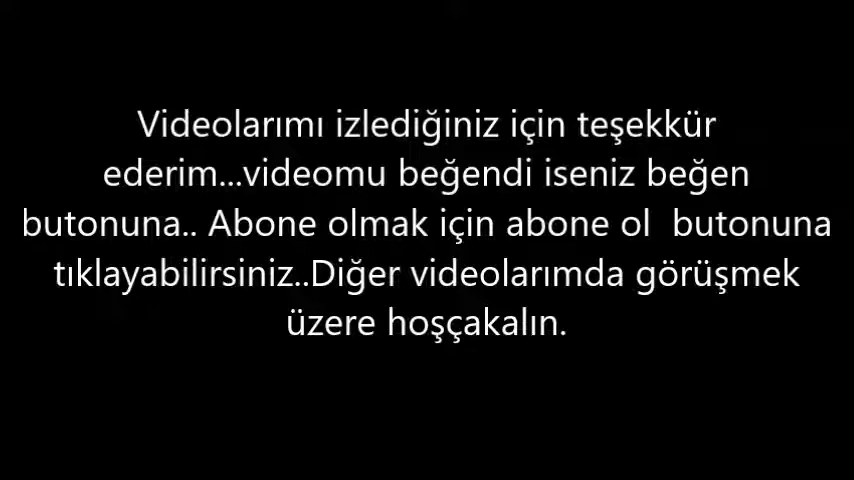 Videolarımı izlediğiniz için teşekkür
ederim...videomu beğendi iseniz beğen
butonuna.. Abone olmak için abone ol  butonuna
tıklayabilirsiniz..Diğer videolarımda görüşmek
üzere hoşçakalın.